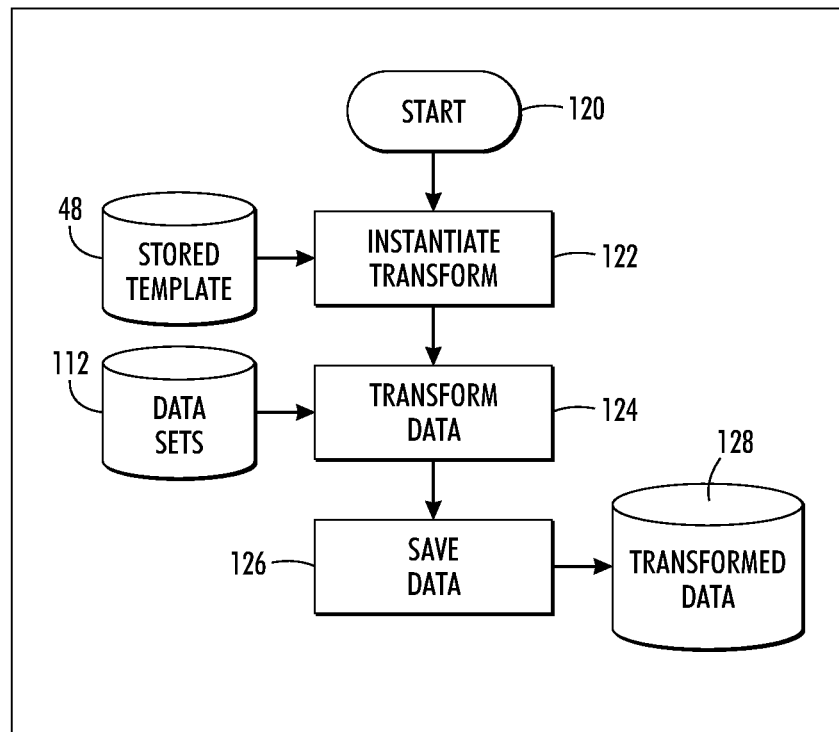 START
120
48
STORED
TEMPLATE
INSTANTIATE
TRANSFORM
122
112
DATA
SETS
TRANSFORM
DATA
124
126
SAVE
DATA
128
TRANSFORMED
DATA